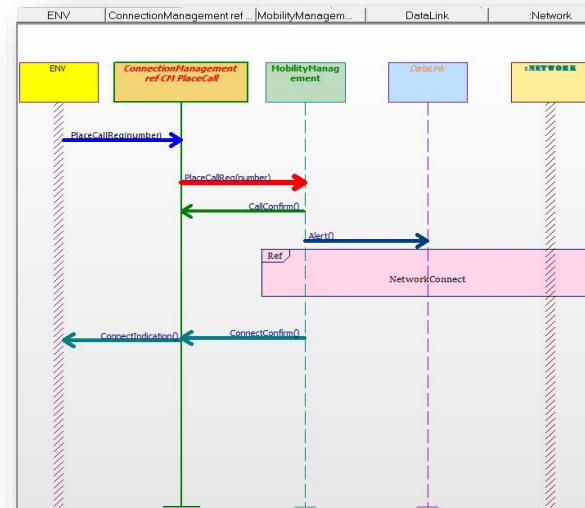 ENV
ConnectionManagement ref ...
MobilityManagem...
DataLink
:Network
ENV
ConnectionManagement
ref CM PlaceCall
MobilityManag
ement
DataLink
:NETWORK
PlaceCallReq(number)
PlaceCallReq(number)
CallConfirm()
Alert()
Ref
NetworkConnect
ConnectIndication()
ConnectConfirm()